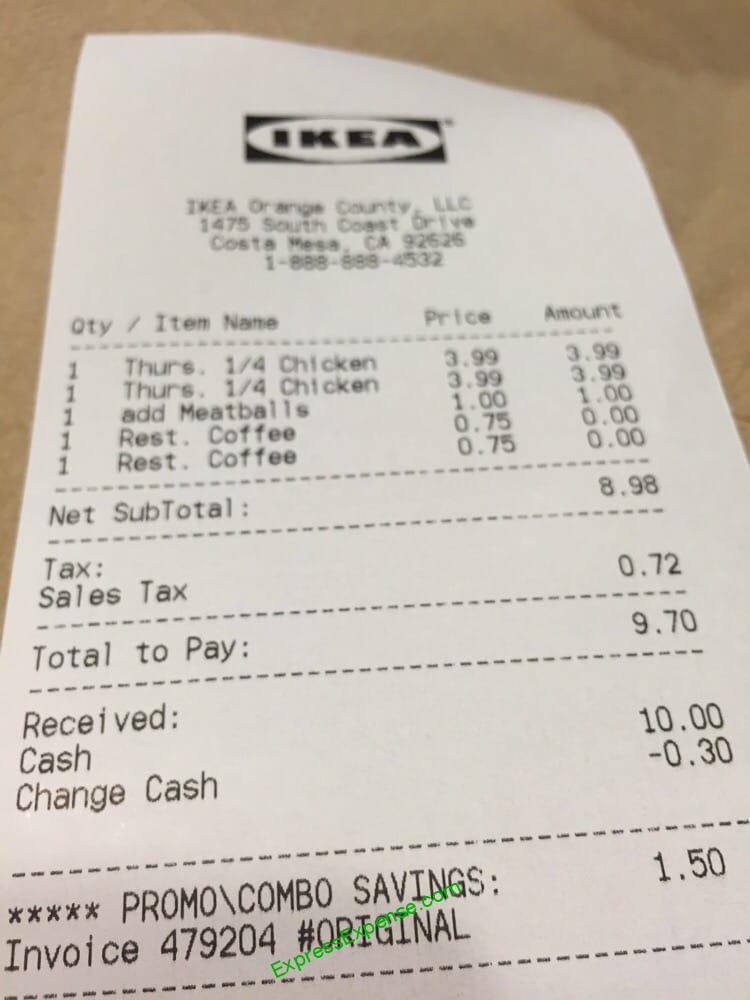 IKEA
IKEA Orange County, LLC
1475 South Coast Drive
Costa Mesa, CA 92626
1-888-888-4532
Qty / Item Name Price Amount
1 Thurs. 1/4 Chicken 3.99 3.99
1 Thurs. 1/4 Chicken 3.99 3.99
1 add Meatballs 1.00 1.00
1 Rest. Coffee 0.75 0.00
1 Rest. Coffee 0.75 0.00
Net SubTotal: 8.98
Tax:
Sales Tax 0.72
Total to Pay: 9.70
Received:
Cash 10.00
Change Cash -0.30
***** PROMO\COMBO SAVINGS: 1.50
Invoice 479204 #ORIGINAL
ExpressExpense.com